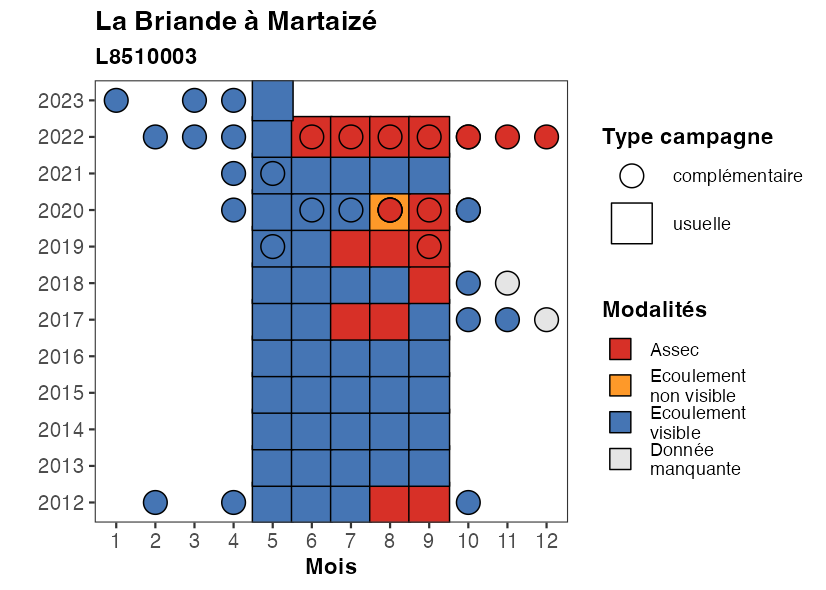 La Briande à Martaizé
L8510003
2023
2022
2021
2020
2019
2018
2017
2016
2015
2014
2013
2012
1 2 3 4 5 6 7 8 9 10 11 12
Mois
Type campagne
complémentaire
usuelle
Modalités
Assec
Ecoulement
non visible
Ecoulement
visible
Donnée
manquante